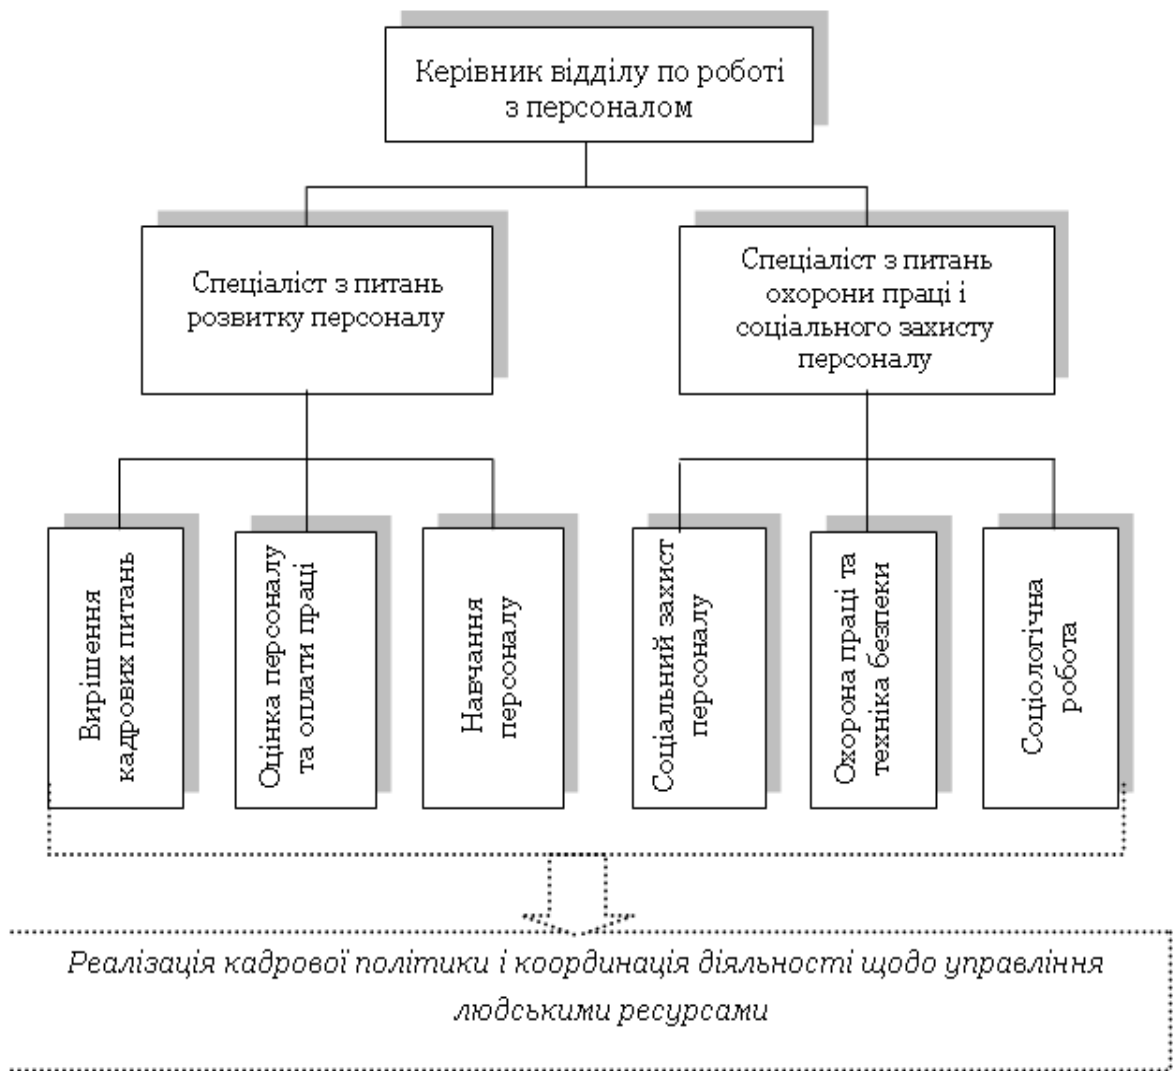 Керівник відділу по роботі
з персоналом
Спеціаліст з питань
розвитку персоналу
Спеціаліст з питань
охорони праці і
соціального захисту
персоналу
Вирішення
кадрових питань
Оцінка персоналу
та оплати праці
Навчання
персоналу
Соціальний захист
персоналу
Охорона праці та
техніка безпеки
Соціологічна
робота
Реалізація кадрової політики і координація діяльності щодо управління
людськими ресурсами